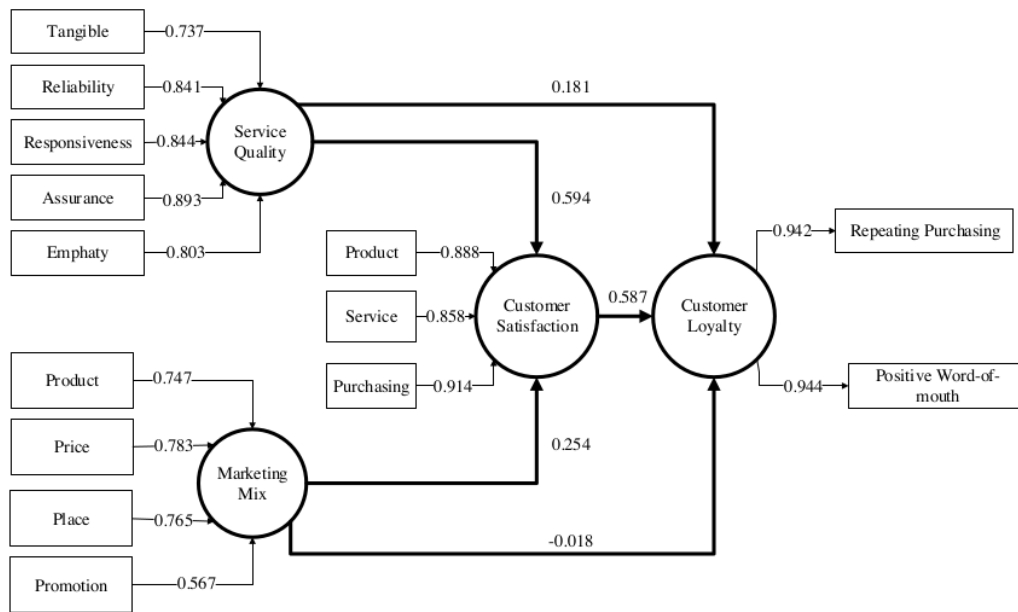 Tangible
0.737
Reliability
0.841
Responsiveness
0.844
Assurance
0.893
Emphaty
0.803
Service
Quality
0.181
0.594
Product
0.888
Service
0.858
Purchasing
0.914
Customer
Satisfaction
0.587
Customer
Loyalty
0.942
Repeating Purchasing
0.944
Positive Word-of-
mouth
Product
0.747
Price
0.783
Place
0.765
Promotion
0.567
Marketing
Mix
0.254
-0.018